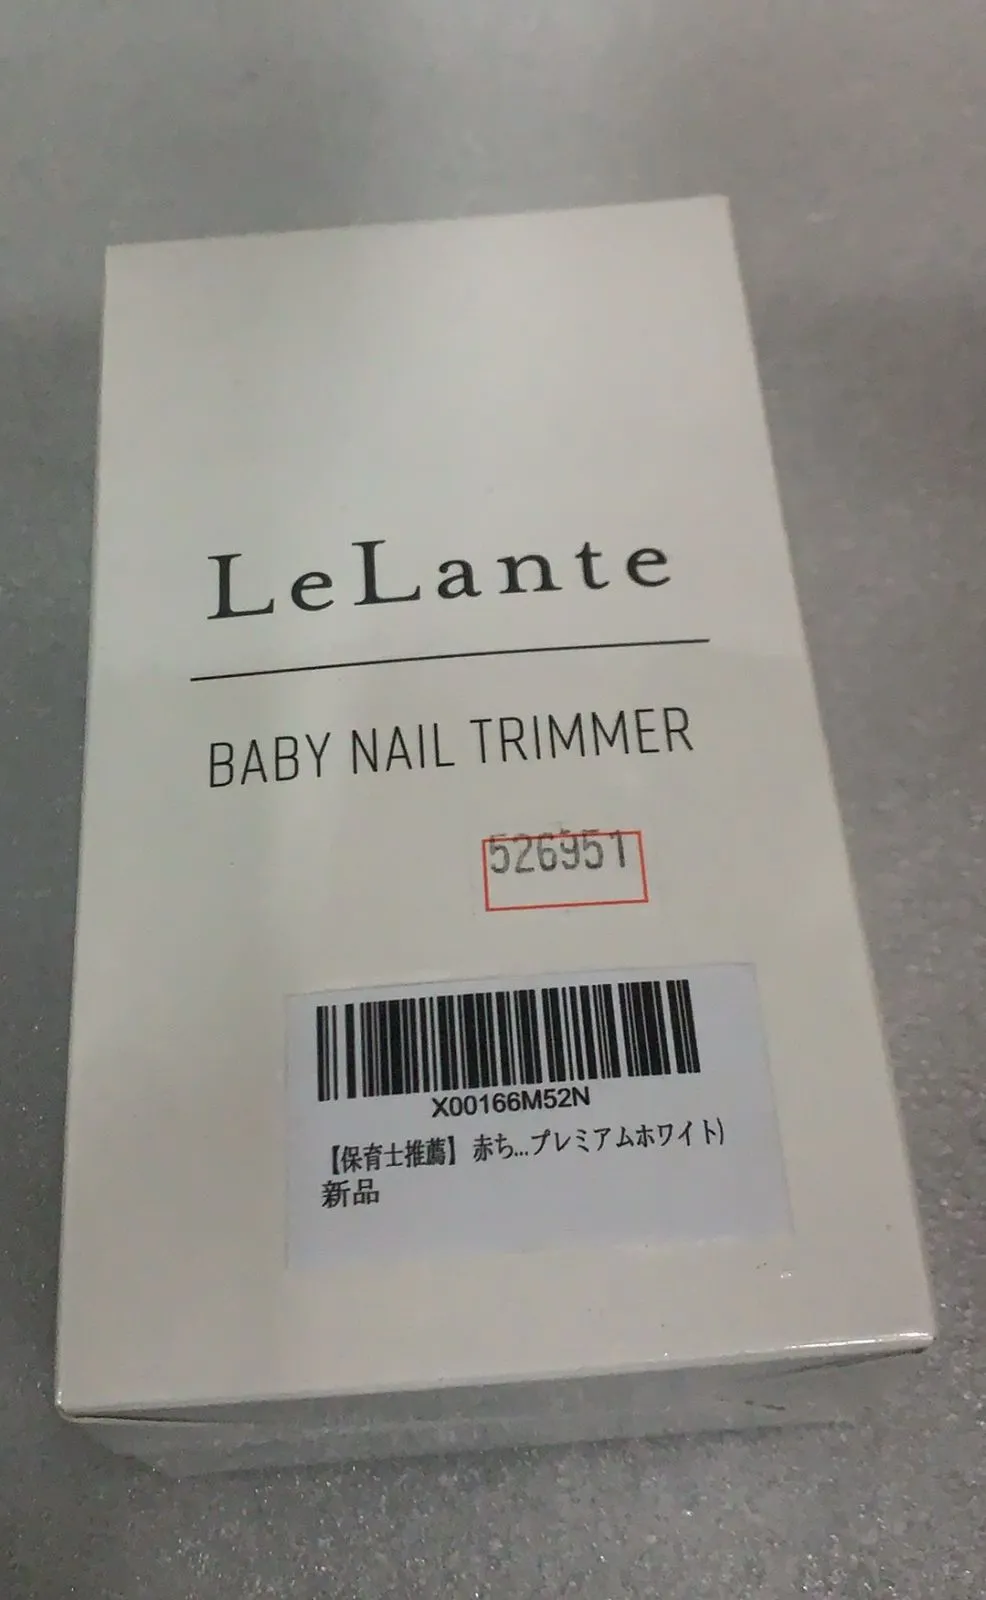 LeLante
BABY NAIL TRIMMER
526951
X00166M52N
【保育士推薦】赤ち...プレミアムホワイト)
新品